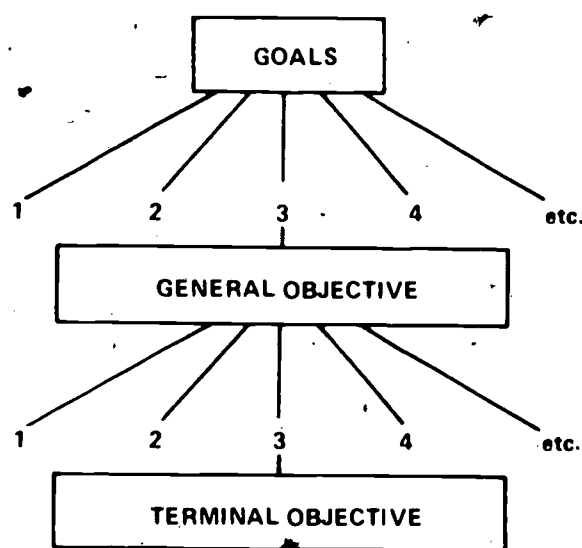 GOALS
1 2 3 4 etc.
GENERAL OBJECTIVE
1 2 3 4 etc.
TERMINAL OBJECTIVE